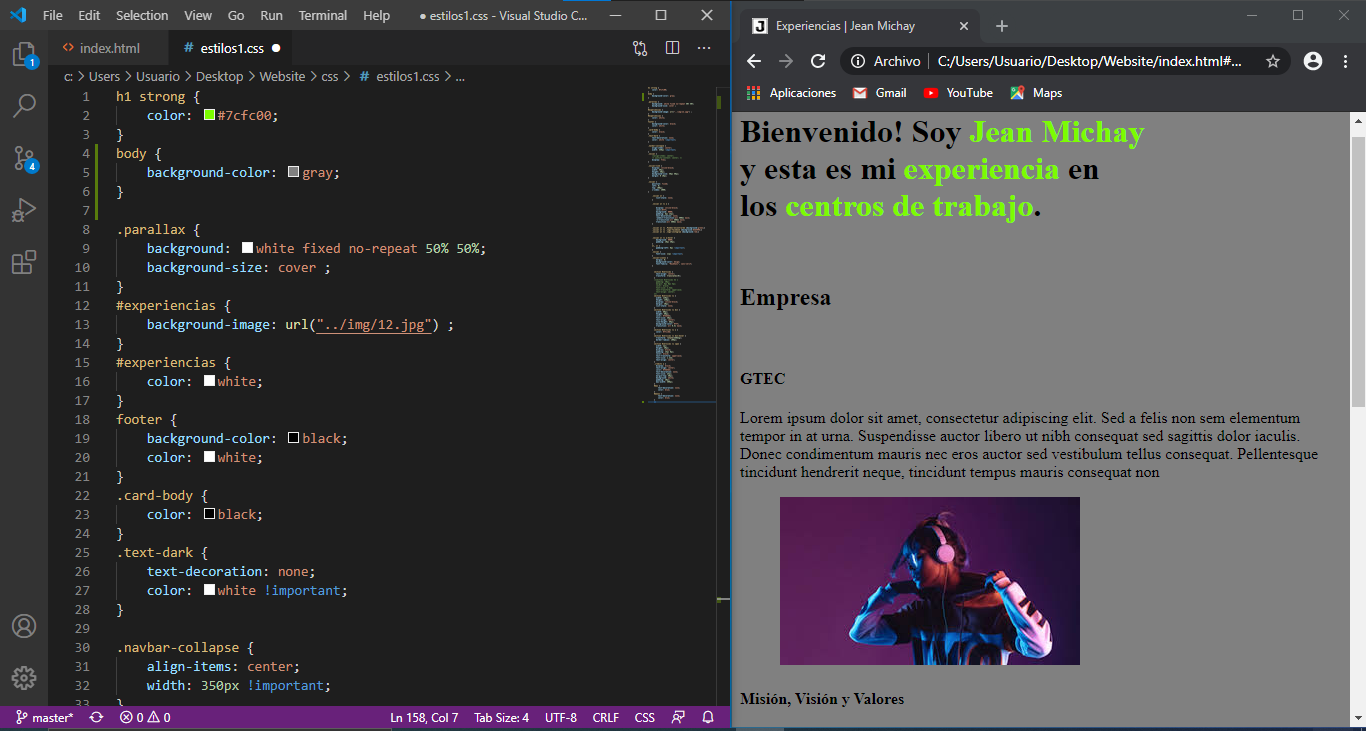 File Edit Selection View Go Run Terminal Help ● estilos1.css - Visual Studio C...
index.html # estilos1.css ●
c: > Users > Usuario > Desktop > Website > css > # estilos1.css > ...
1 h1 strong {
2 color: #7cfc00;
3 }
4 body {
5 background-color: gray;
6 }
7
8 .parallax {
9 background: white fixed no-repeat 50% 50%;
10 background-size: cover ;
11 }
12 #experiencias {
13 background-image: url("../img/12.jpg") ;
14 }
15 #experiencias {
16 color: white;
17 }
18 footer {
19 background-color: black;
20 color: white;
21 }
22 .card-body {
23 color: black;
24 }
25 .text-dark {
26 text-decoration: none;
27 color: white !important;
28 }
29
30 .navbar-collapse {
31 align-items: center;
32 width: 350px !important;
33 }
1
4
master* 0 0 Ln 158, Col 7 Tab Size: 4 UTF-8 CRLF CSS
J Experiencias | Jean Michay
Archivo | C:/Users/Usuario/Desktop/Website/index.html#...
Aplicaciones Gmail YouTube Maps
Bienvenido! Soy Jean Michay
y esta es mi experiencia en
los centros de trabajo.
Empresa
GTEC
Lorem ipsum dolor sit amet, consectetur adipiscing elit. Sed a felis non sem elementum
tempor in at urna. Suspendisse auctor libero ut nibh consequat sed sagittis dolor iaculis.
Donec condimentum mauris nec eros auctor sed vestibulum tellus consequat. Pellentesque
tincidunt hendrerit neque, tincidunt tempus mauris consequat non
Misión, Visión y Valores